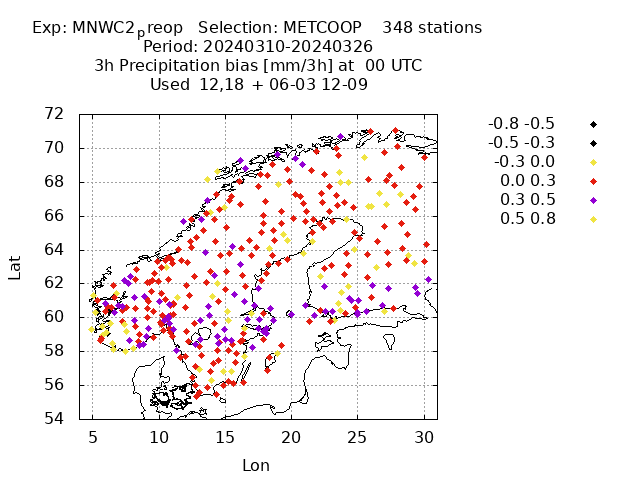 Exp: MNWC2preop Selection: METCOOP 348 stations
Period: 20240310-20240326
3h Precipitation bias [mm/3h] at 00 UTC
Used 12,18 + 06-03 12-09
-0.8 -0.5
-0.5 -0.3
-0.3 0.0
0.0 0.3
0.3 0.5
0.5 0.8
Lat
72
70
68
66
64
62
60
58
56
54
5 10 15 20 25 30
Lon